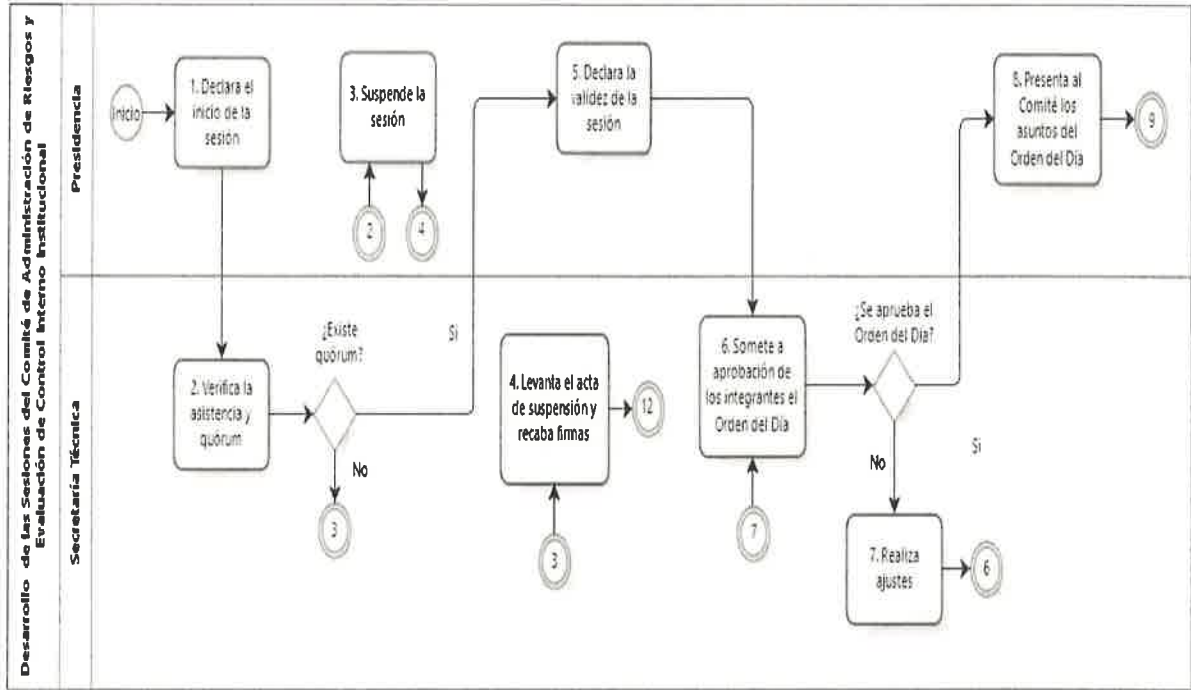 Desarrollo de las Sesiones del Comité de Administración de Riesgos y
Evaluación de Control Interno Institucional
Presidencia
Inicio
1. Declara el
inicio de la
sesión
3. Suspende la
sesión
2
4
5. Declara la
validez de la
sesión
8. Presenta al
Comité los
asuntos del
Orden del Día
9
Secretaría Técnica
2. Verifica la
asistencia y
quórum
¿Existe
quórum?
Si
No
3
4. Levanta el acta
de suspensión y
recaba firmas
12
3
6. Somete a
aprobación de
los integrantes el
Orden del Día
7
¿Se aprueba el
Orden del Día?
Si
No
7. Realiza
ajustes
6